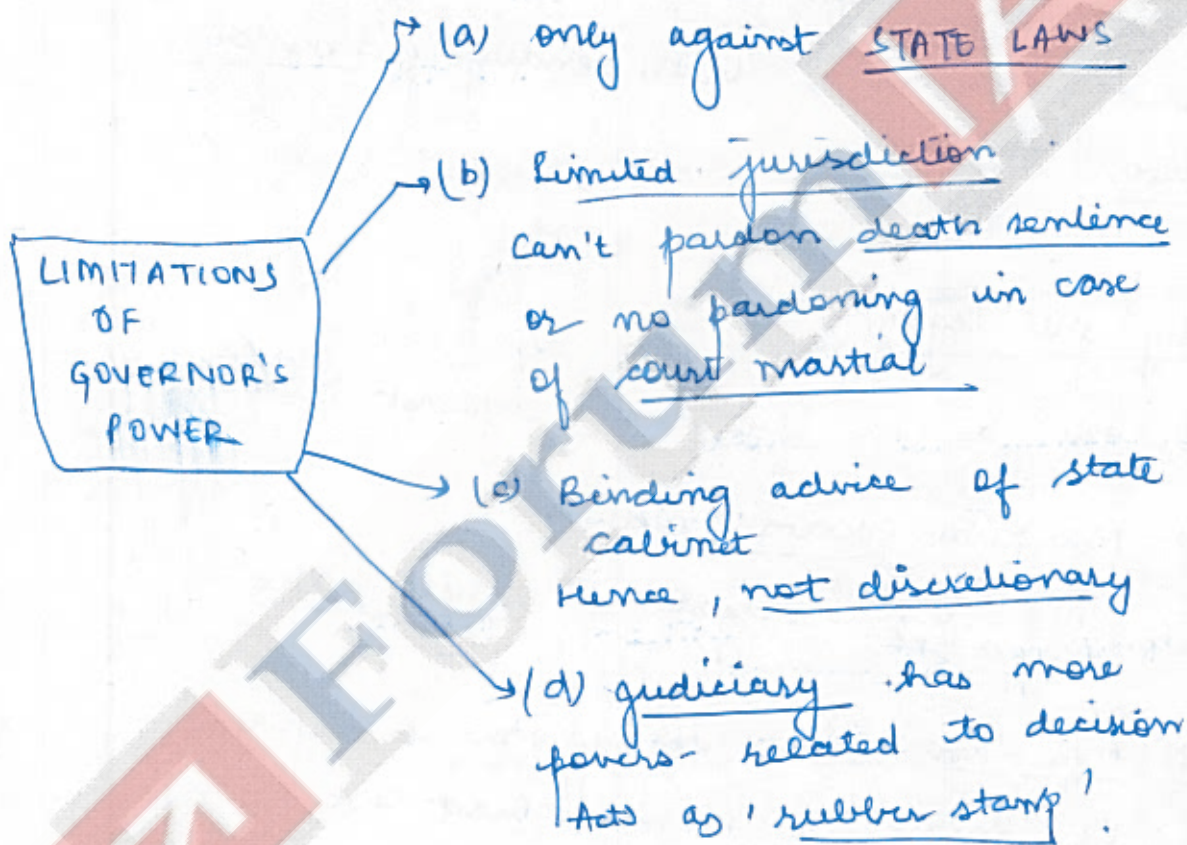 (a) only against STATE LAWS
(b) Limited jurisdiction
Can't pardon death sentence
or no pardoning in case
of court martial
LIMITATIONS
OF
GOVERNOR'S
POWER
(c) Binding advice of state
cabinet
Hence, not discretionary
(d) judiciary has more
powers - related to decision
Acts as 'rubber stamp'.
Forum IA